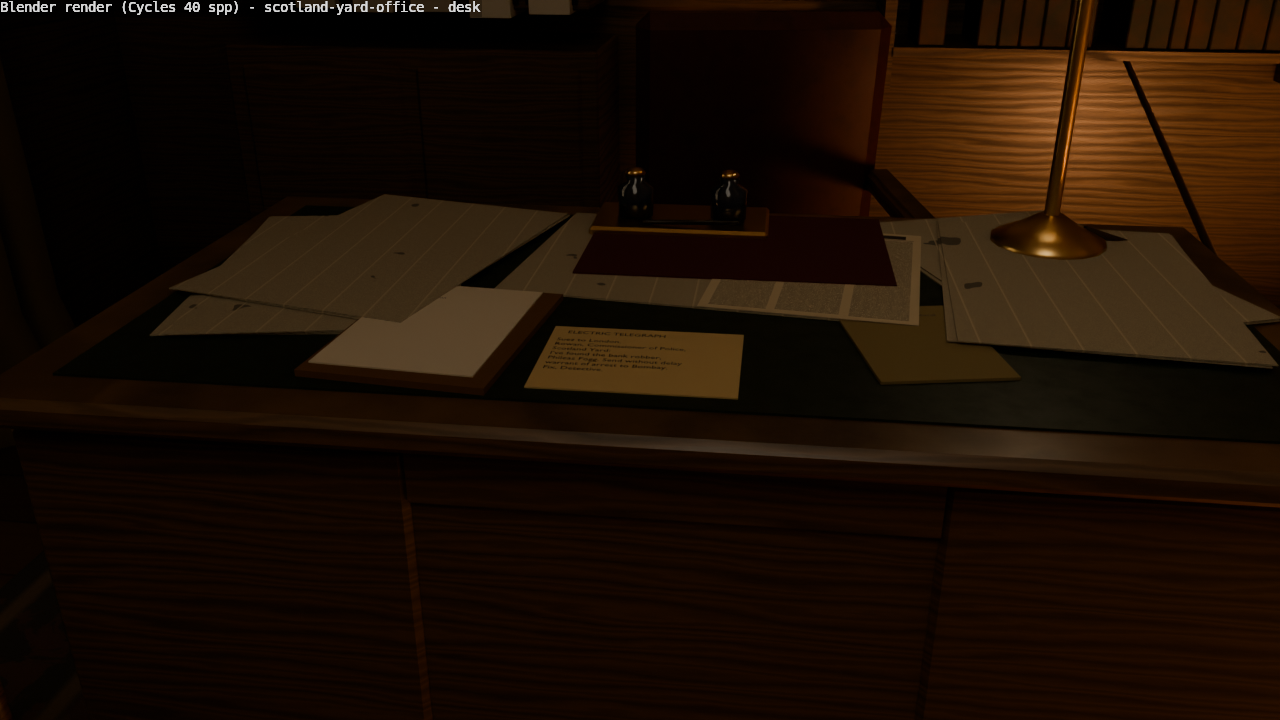 Blender render (Cycles 40 spp) - scotland-yard-office - desk
ELECTRIC TELEGRAPH
Suez to London.
Rowan, Commissioner of Police,
Scotland Yard:
I've found the bank robber,
Phileas Fogg. Send without delay
warrant of arrest to Bombay.
Fix, Detective.